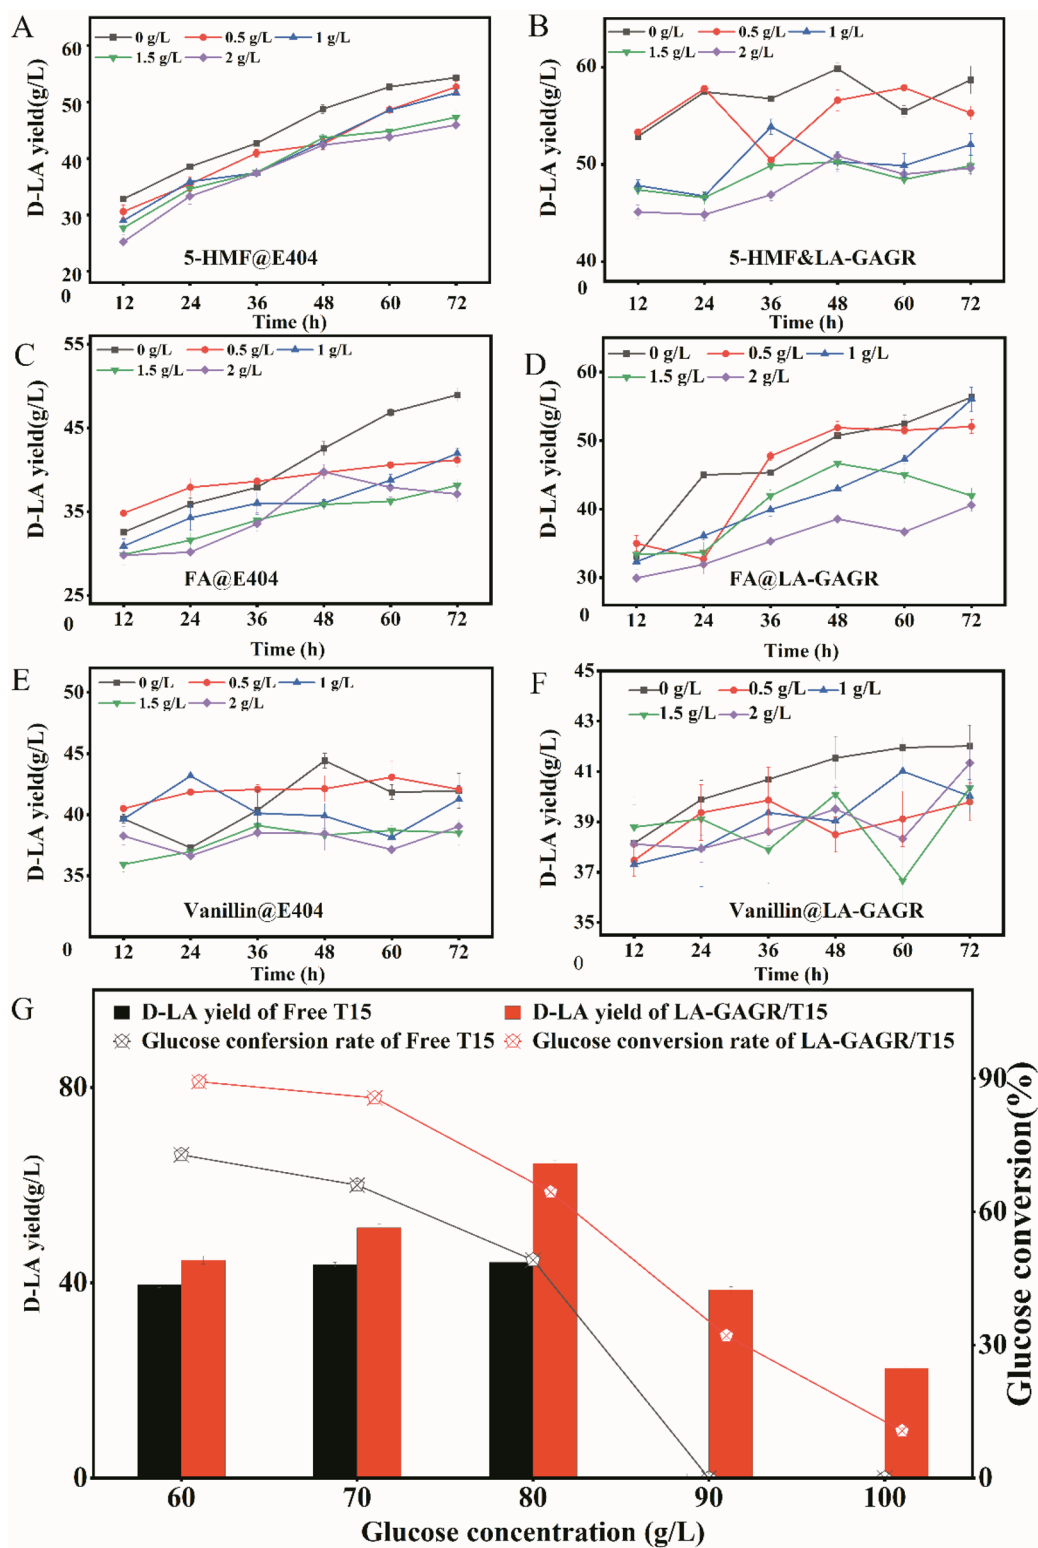 A
0 g/L 0.5 g/L 1 g/L
1.5 g/L 2 g/L
D-LA yield(g/L)
60
50
40
30
20
0
5-HMF@E404
12 24 36 48 60 72
Time (h)
B
0 g/L 0.5 g/L 1 g/L
1.5 g/L 2 g/L
D-LA yield(g/L)
60
50
40
0
5-HMF&LA-GAGR
12 24 36 48 60 72
Time (h)
C
0 g/L 0.5 g/L 1 g/L
1.5 g/L 2 g/L
D-LA yield(g/L)
55
45
35
25
0
FA@E404
12 24 36 48 60 72
Time (h)
D
0 g/L 0.5 g/L 1 g/L
1.5 g/L 2 g/L
D-LA yield(g/L)
60
50
40
30
0
FA@LA-GAGR
12 24 36 48 60 72
Time (h)
E
0 g/L 0.5 g/L 1 g/L
1.5 g/L 2 g/L
D-LA yield(g/L)
50
45
40
35
0
Vanillin@E404
12 24 36 48 60 72
Time (h)
F
0 g/L 0.5 g/L 1 g/L
1.5 g/L 2 g/L
D-LA yield(g/L)
45
43
41
39
37
35
0
Vanillin@LA-GAGR
12 24 36 48 60 72
Time (h)
G
D-LA yield of Free T15 D-LA yield of LA-GAGR/T15
Glucose confersion rate of Free T15 Glucose conversion rate of LA-GAGR/T15
D-LA yield(g/L)
80
40
0
90
60
30
0
Glucose conversion(%)
60 70 80 90 100
Glucose concentration (g/L)